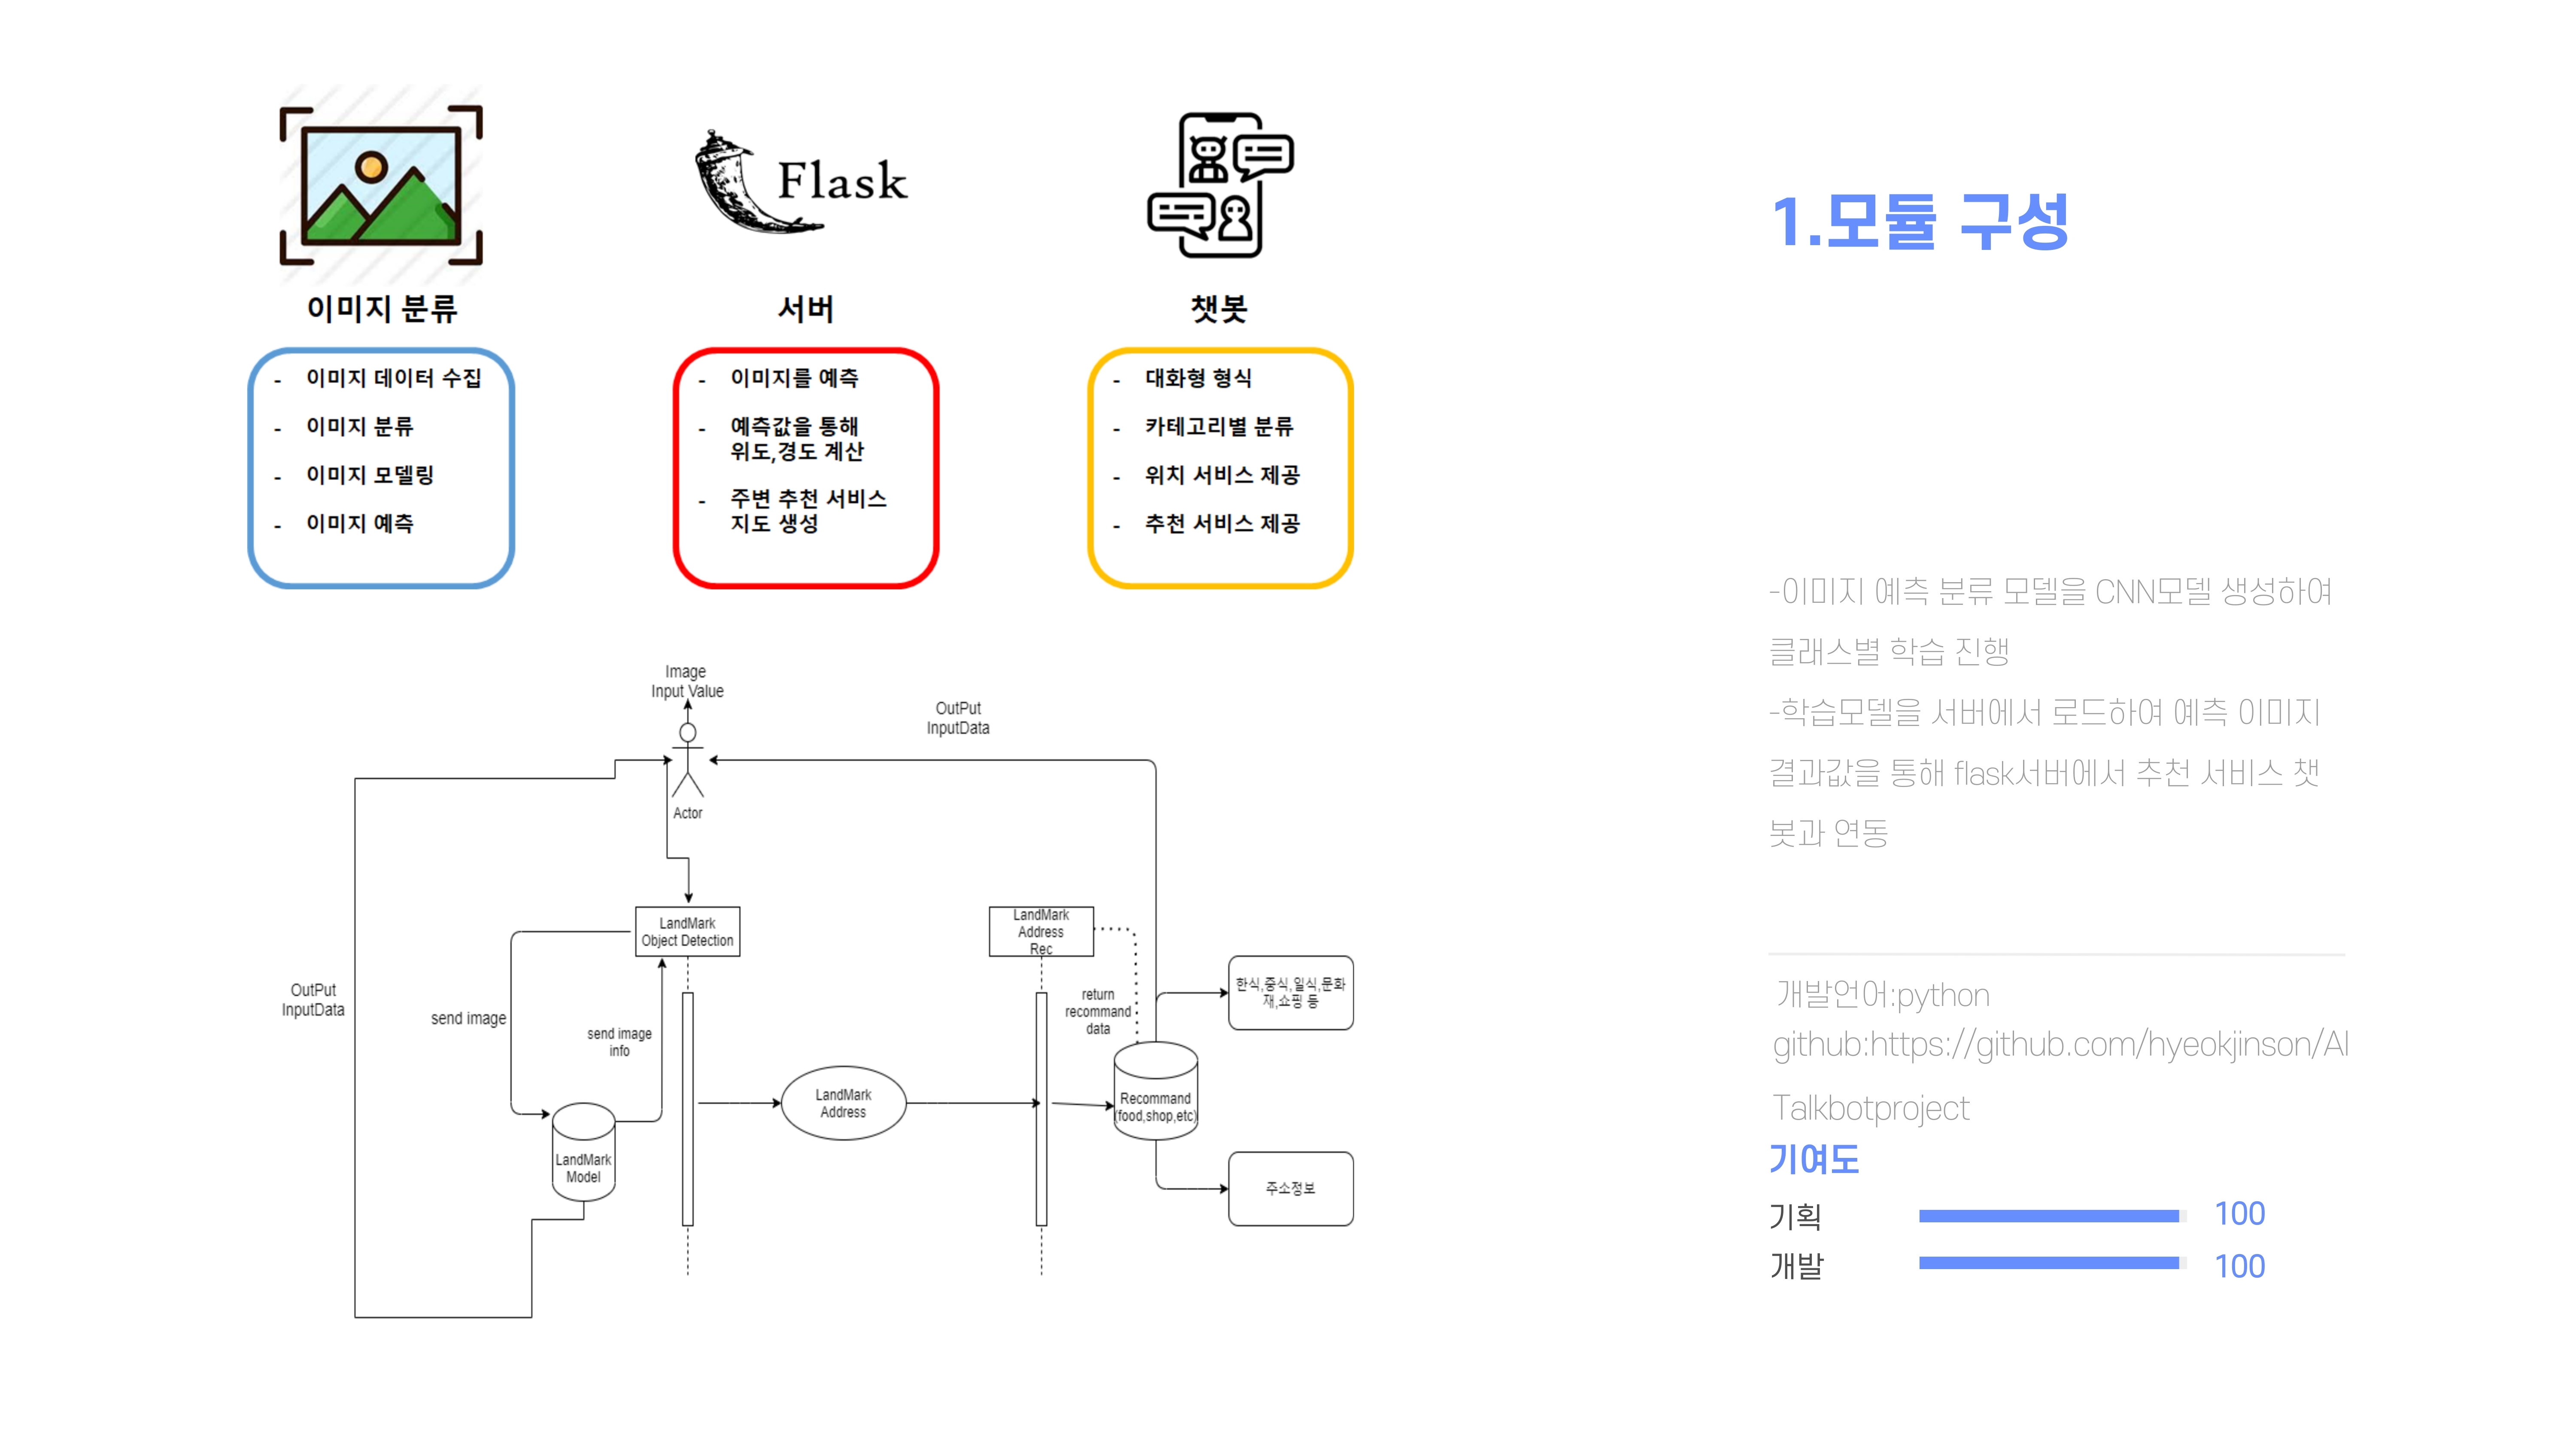 Flask
이미지 분류
서버
챗봇
- 이미지 데이터 수집
- 이미지 분류
- 이미지 모델링
- 이미지 예측
- 이미지를 예측
- 예측값을 통해
위도,경도 계산
- 주변 추천 서비스
지도 생성
- 대화형 형식
- 카테고리별 분류
- 위치 서비스 제공
- 추천 서비스 제공
Image
Input Value
Actor
OutPut
InputData
LandMark
Object Detection
LandMark
Address
Rec
OutPut
InputData
send image
send image
info
return
recommand
data
한식,중식,일식,문화
재,쇼핑 등
LandMark
Address
Recommand
(food,shop,etc)
LandMark
Model
주소정보
1.모듈 구성
-이미지 예측 분류 모델을 CNN모델 생성하여
클래스별 학습 진행
-학습모델을 서버에서 로드하여 예측 이미지
결과값을 통해 flask서버에서 추천 서비스 챗
봇과 연동
개발언어:python
github:https://github.com/hyeokjinson/AI
Talkbotproject
기여도
기획 100
개발 100